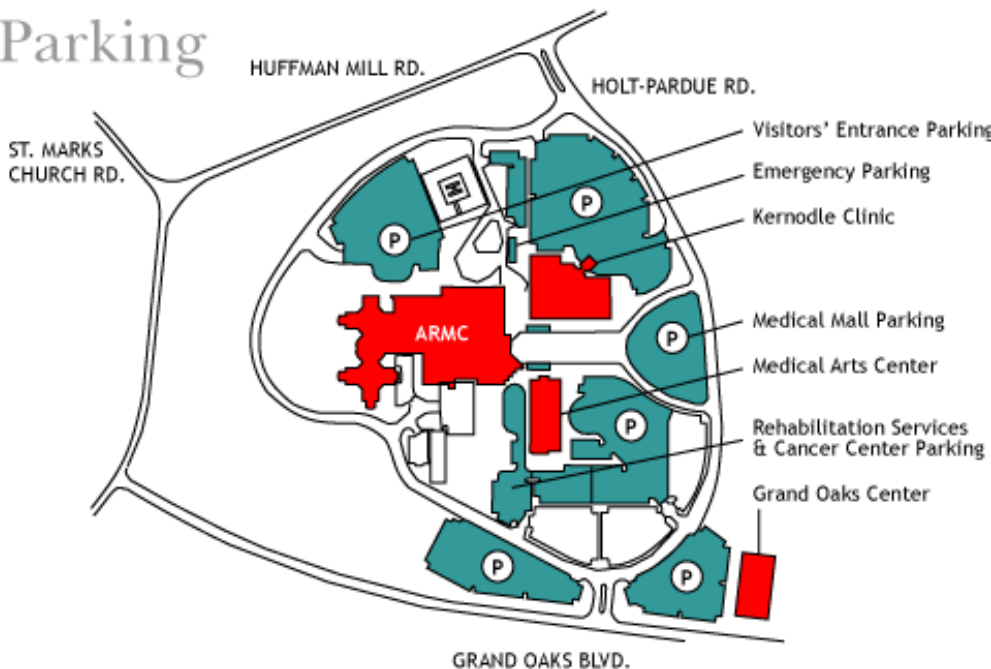 Parking
HUFFMAN MILL RD.
HOLT-PARDUE RD.
ST. MARKS
CHURCH RD.
Visitors' Entrance Parking
Emergency Parking
Kernodle Clinic
H
P
P
ARMC
P
Medical Mall Parking
Medical Arts Center
P
Rehabilitation Services
& Cancer Center Parking
Grand Oaks Center
P
P
GRAND OAKS BLVD.